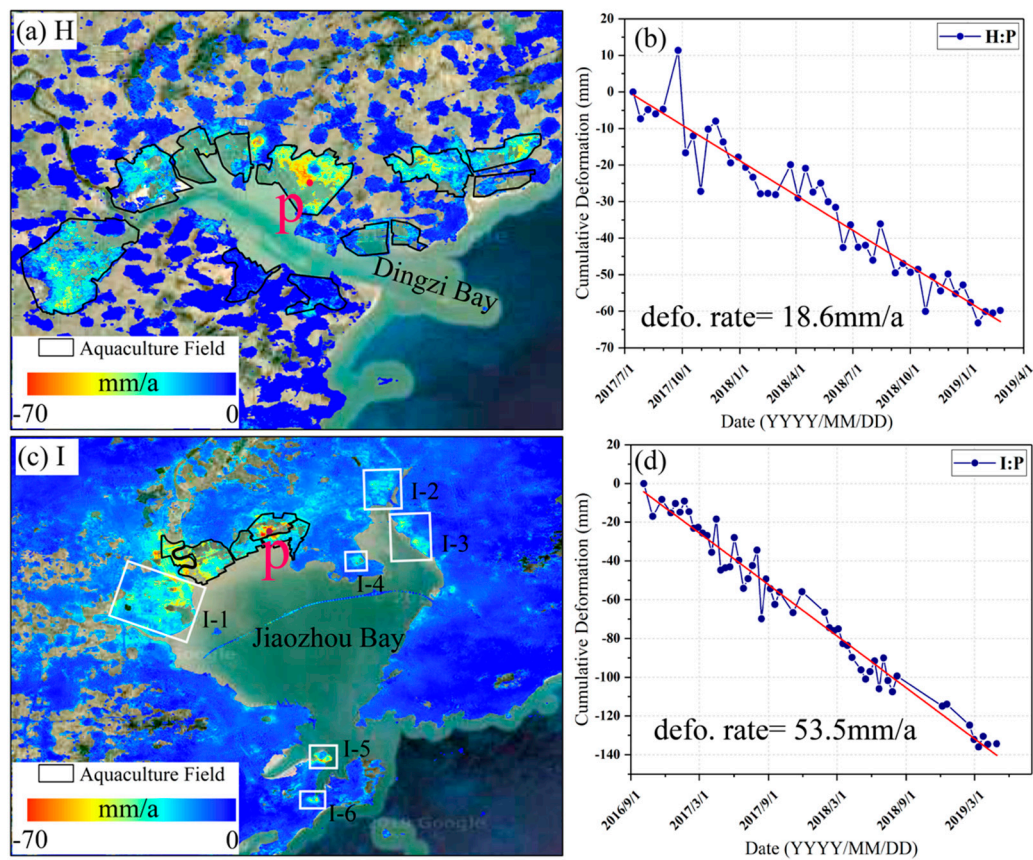 (a) H
p
Dingzi Bay
Aquaculture Field
mm/a
-70
0
(b)
H:P
Cumulative Deformation (mm)
20
10
0
-10
-20
-30
-40
-50
-60
-70
defo. rate= 18.6mm/a
2017/7/1
2017/10/1
2018/1/1
2018/4/1
2018/7/1
2018/10/1
2019/1/1
2019/4/1
Date (YYYY/MM/DD)
(c) I
I-2
I-3
p
I-4
I-1
Jiaozhou Bay
I-5
I-6
Aquaculture Field
mm/a
-70
0
Google
(d)
I:P
Cumulative Deformation (mm)
20
0
-20
-40
-60
-80
-100
-120
-140
defo. rate= 53.5mm/a
2016/9/1
2017/3/1
2017/9/1
2018/3/1
2018/9/1
2019/3/1
Date (YYYY/MM/DD)